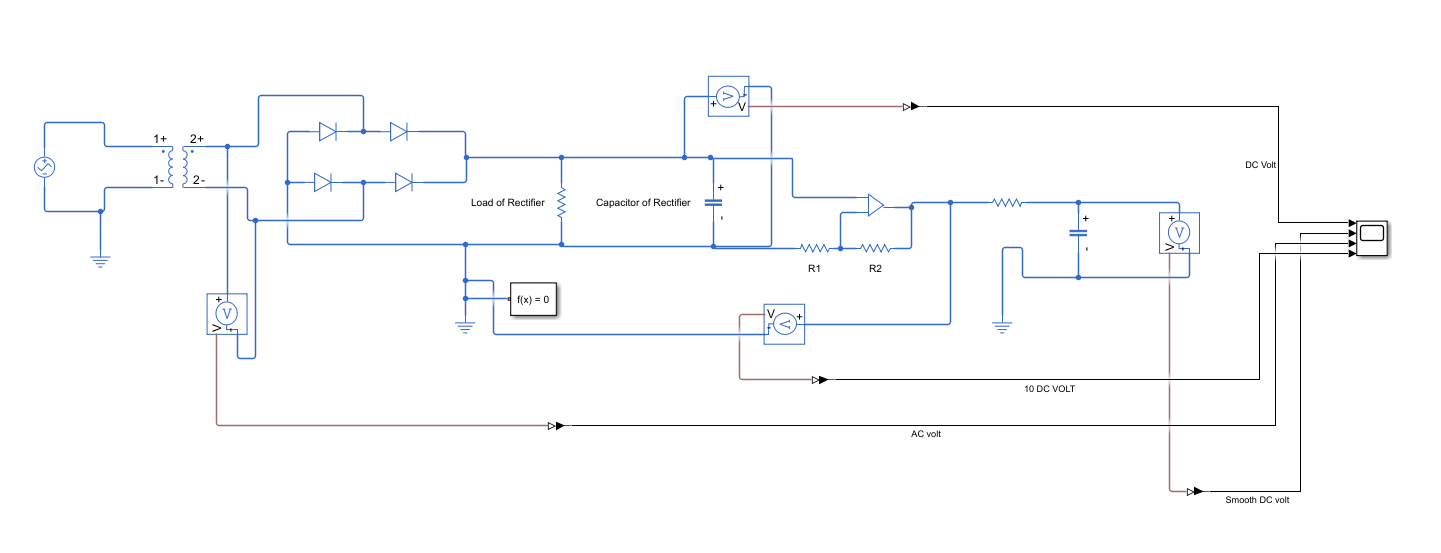 V
+
V
DC Volt
1+
2+
1-
2-
Load of Rectifier
Capacitor of Rectifier
+
-
+
-
+
V
V
R1
R2
f(x) = 0
+
V
V
V
+
V
10 DC VOLT
AC volt
Smooth DC volt